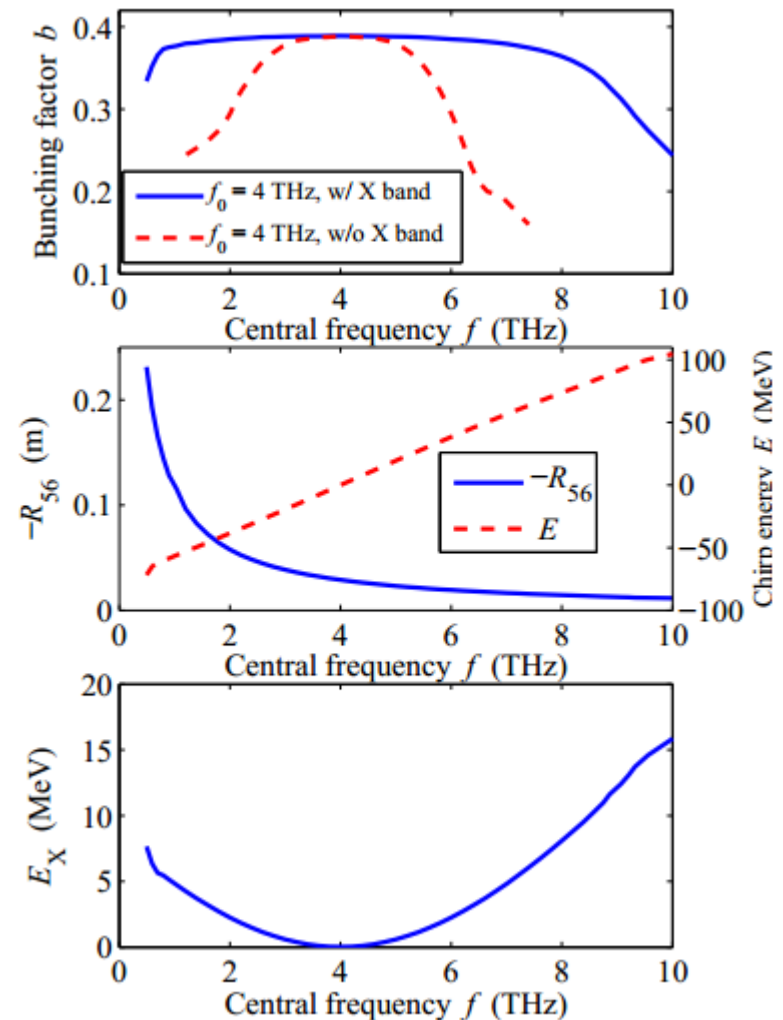 Bunching factor b
0.4
0.3
0.2
0.1
f0 = 4 THz, w/ X band
f0 = 4 THz, w/o X band
0 2 4 6 8 10
Central frequency f (THz)
−R56 (m)
0.2
0.1
0
100
50
0
−50
−100
Chirp energy E (MeV)
−R56
E
0 2 4 6 8 10
Central frequency f (THz)
EX (MeV)
20
15
10
5
0
0 2 4 6 8 10
Central frequency f (THz)